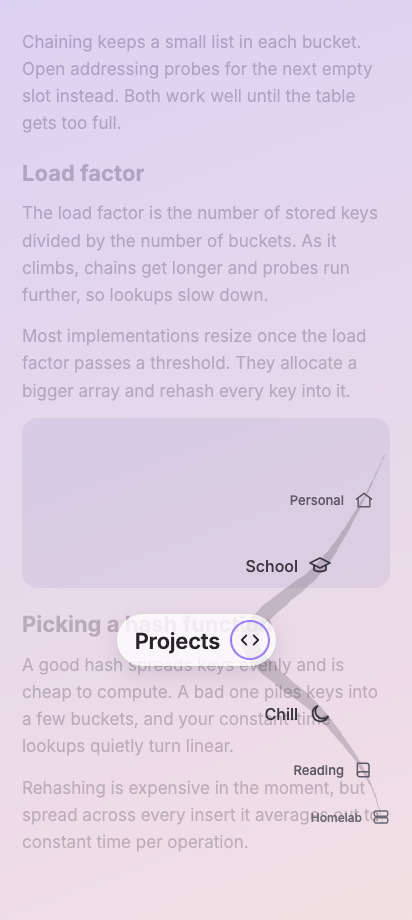 Chaining keeps a small list in each bucket.
Open addressing probes for the next empty
slot instead. Both work well until the table
gets too full.
Load factor
The load factor is the number of stored keys
divided by the number of buckets. As it
climbs, chains get longer and probes run
further, so lookups slow down.
Most implementations resize once the load
factor passes a threshold. They allocate a
bigger array and rehash every key into it.
Personal
School
Picking a hash function
Projects
A good hash spreads keys evenly and is
cheap to compute. A bad one piles keys into
a few buckets, and your constant time
Chill
lookups quietly turn linear.
Reading
Rehashing is expensive in the moment, but
spread across every insert it averages out to
Homelab
constant time per operation.